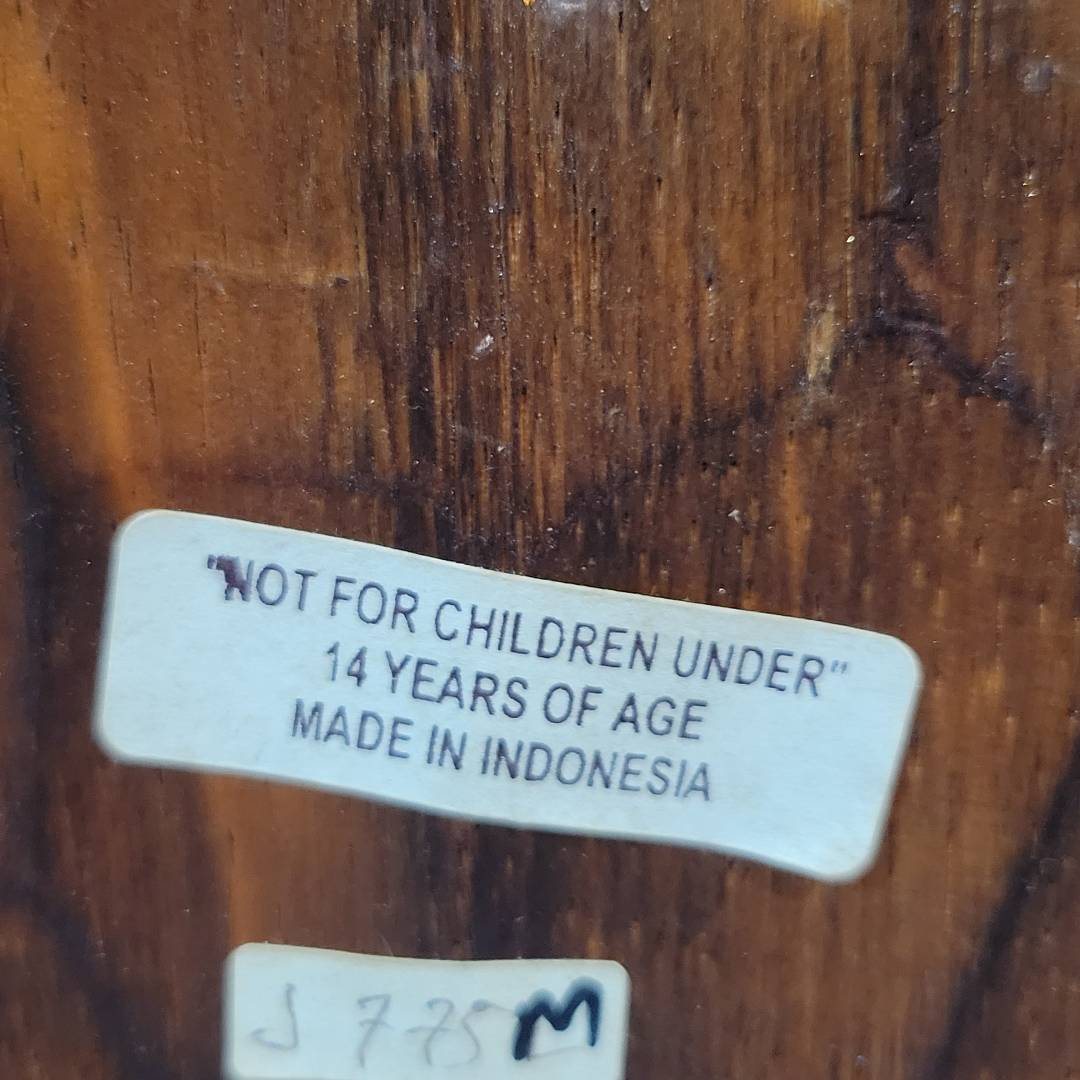 "NOT FOR CHILDREN UNDER"
14 YEARS OF AGE
MADE IN INDONESIA
J 775 M